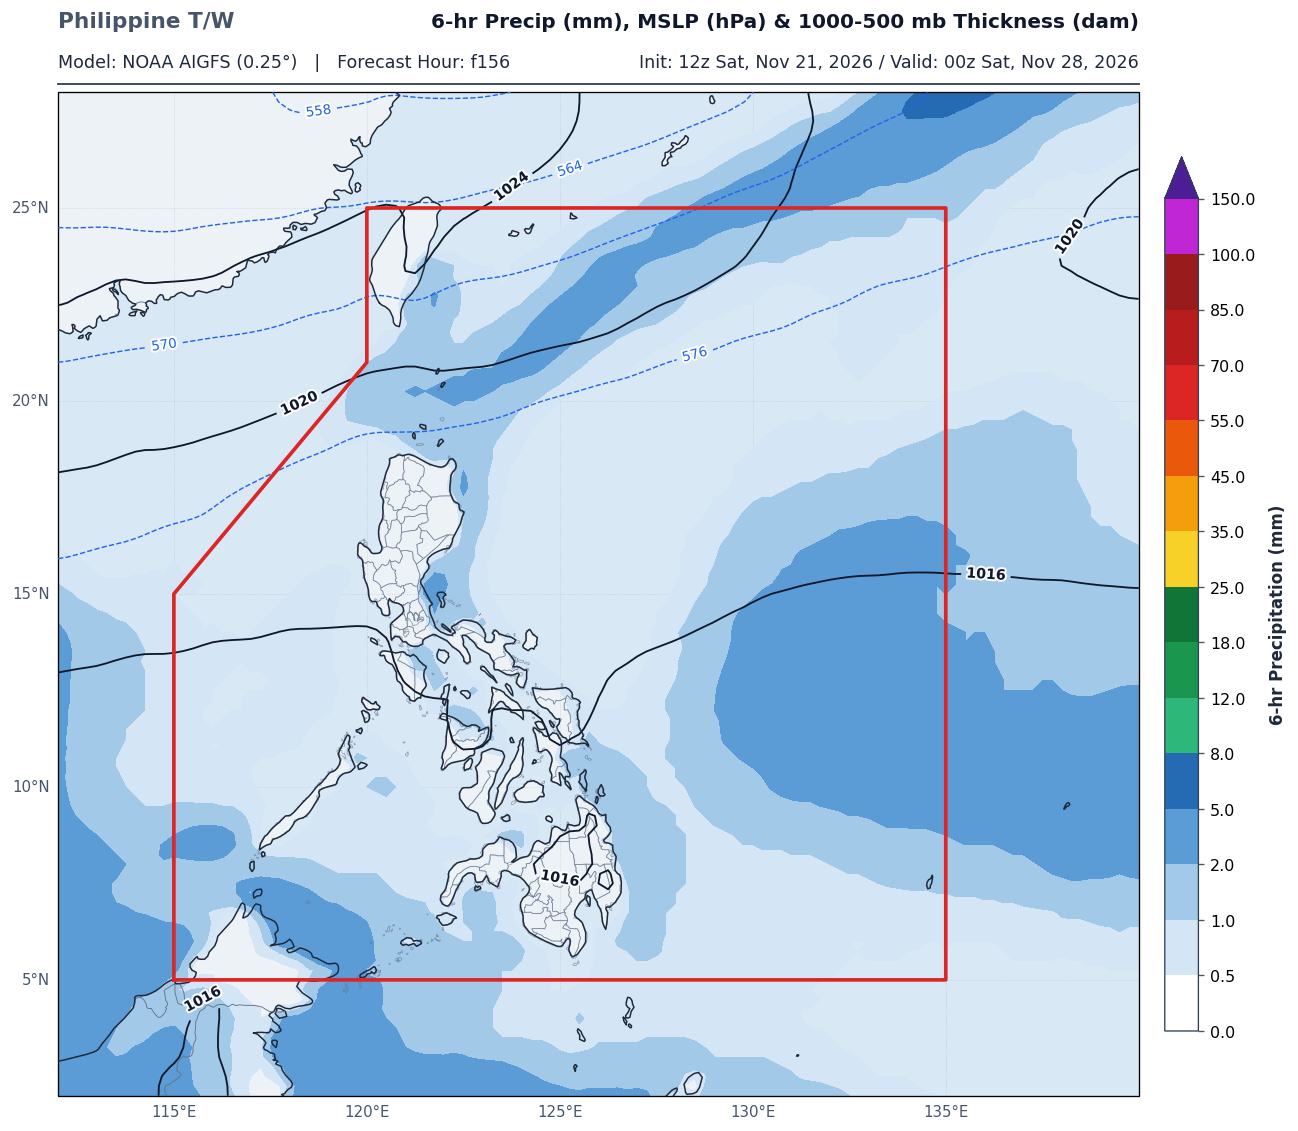 Philippine T/W
6-hr Precip (mm), MSLP (hPa) & 1000-500 mb Thickness (dam)
Model: NOAA AIGFS (0.25°) | Forecast Hour: f156
Init: 12z Sat, Nov 21, 2026 / Valid: 00z Sat, Nov 28, 2026
558
564
1024
25°N
1020
570
576
20°N
1020
15°N
1016
10°N
1016
5°N
1016
115°E
120°E
125°E
130°E
135°E
150.0
100.0
85.0
70.0
55.0
45.0
35.0
25.0
18.0
12.0
8.0
5.0
2.0
1.0
0.5
0.0
6-hr Precipitation (mm)